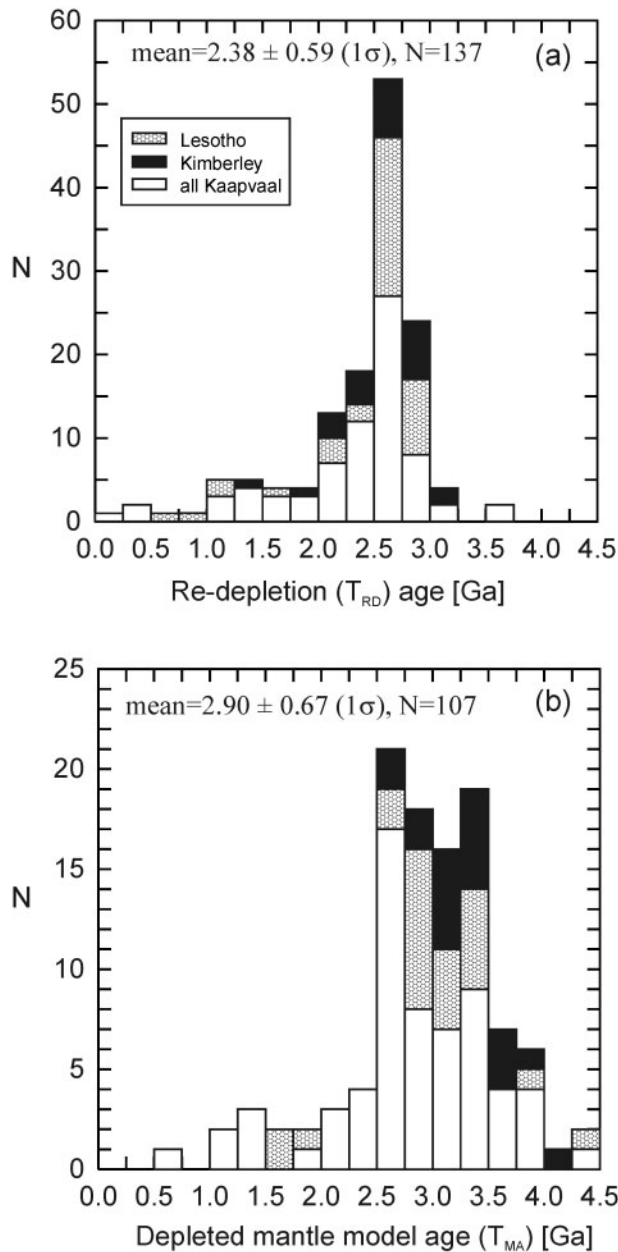 60
mean=2.38 ± 0.59 (1σ), N=137
(a)
50
Lesotho
Kimberley
all Kaapvaal
40
N
30
20
10
0
0.0 0.5 1.0 1.5 2.0 2.5 3.0 3.5 4.0 4.5
Re-depletion (TRD) age [Ga]
25
mean=2.90 ± 0.67 (1σ), N=107
(b)
20
15
N
10
5
0
0.0 0.5 1.0 1.5 2.0 2.5 3.0 3.5 4.0 4.5
Depleted mantle model age (TMA) [Ga]